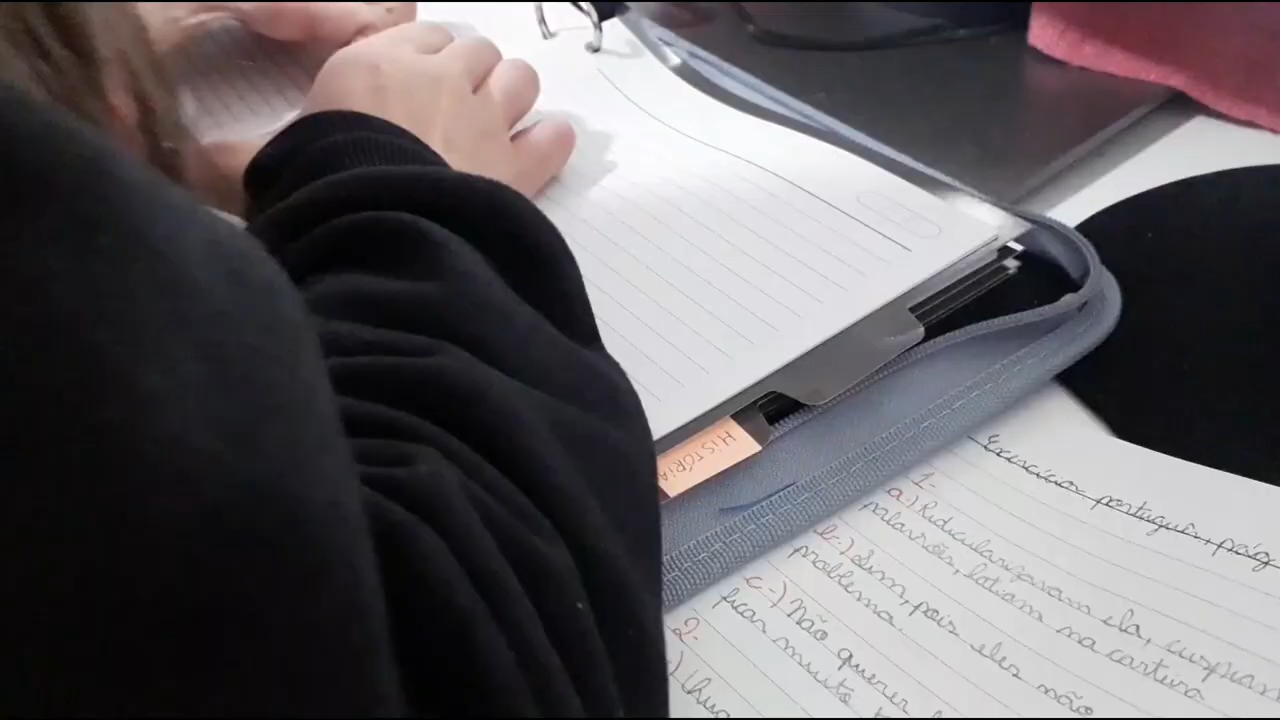 HISTÓRIA
Exercícios português, pág
1-
a-) Ridicularizavam ela, cuspiam
palavrões, batiam na carteira
b-) Sim, pois eles não
problema.
c-) Não querer
ficar muito
2-